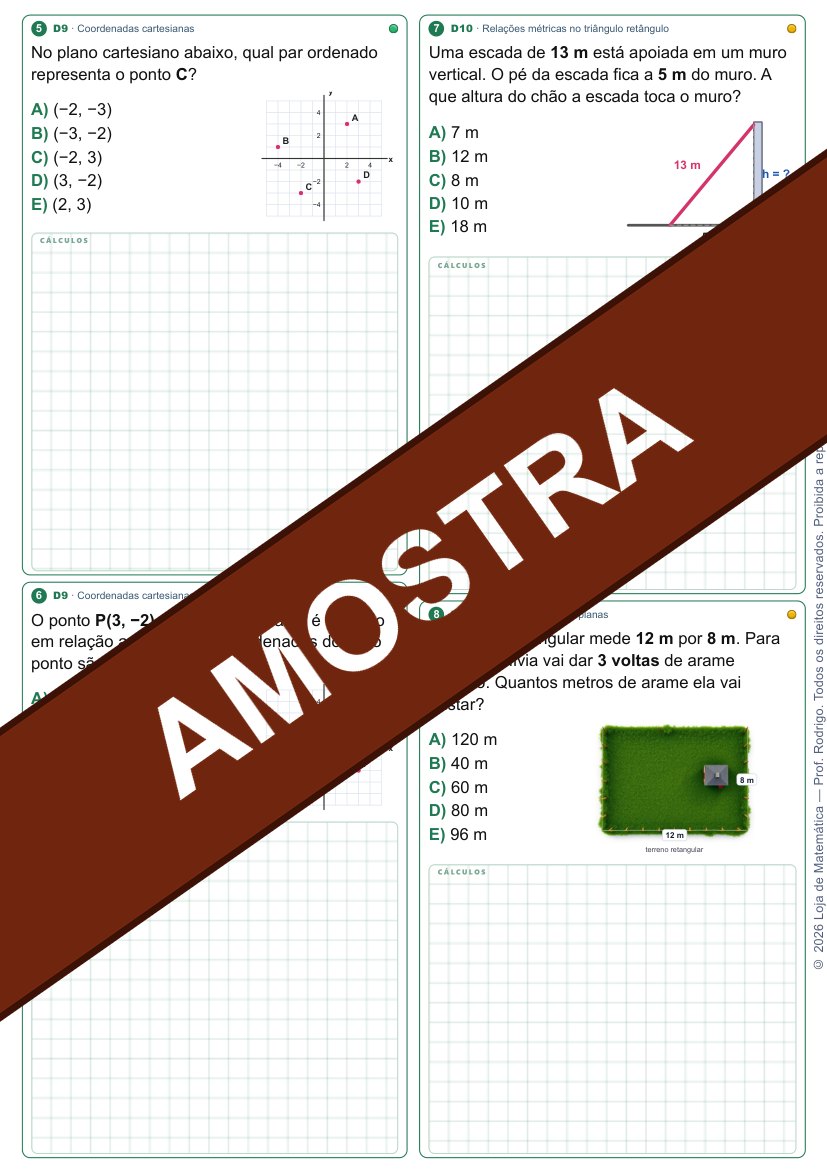 5 D9 · Coordenadas cartesianas
No plano cartesiano abaixo, qual par ordenado
representa o ponto C?
A) (−2, −3)
B) (−3, −2)
C) (−2, 3)
D) (3, −2)
E) (2, 3)
y
4
A
2
B
x
−4
−2
2
4
D
−2
C
−4
CÁLCULOS
6 D9 · Coordenadas cartesianas
O ponto P(3, −2)
em relação
ponto
CÁLCULOS
7 D10 · Relações métricas no triângulo retângulo
Uma escada de 13 m está apoiada em um muro
vertical. O pé da escada fica a 5 m do muro. A
que altura do chão a escada toca o muro?
A) 7 m
B) 12 m
C) 8 m
D) 10 m
E) 18 m
13 m
h = ?
CÁLCULOS
8
mede 12 m por 8 m. Para
vai dar 3 voltas de arame
Quantos metros de arame ela vai
A) 120 m
B) 40 m
C) 60 m
D) 80 m
E) 96 m
8 m
12 m
terreno retangular
CÁLCULOS
AMOSTRA
© 2026 Loja de Matemática — Prof. Rodrigo. Todos os direitos reservados. Proibida a